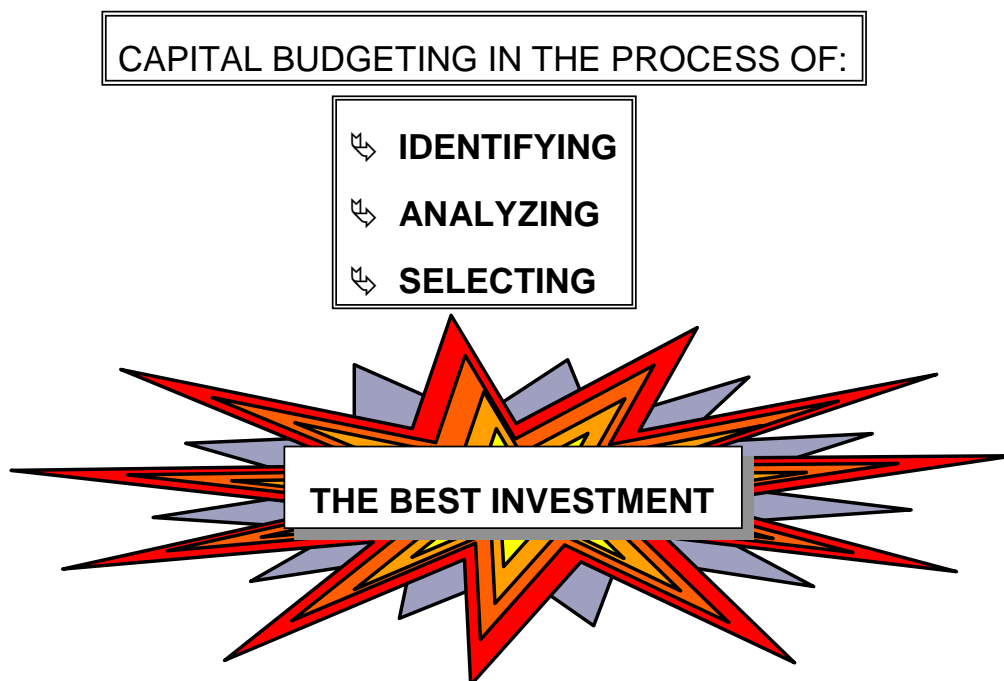 CAPITAL BUDGETING IN THE PROCESS OF:
IDENTIFYING
ANALYZING
SELECTING
THE BEST INVESTMENT